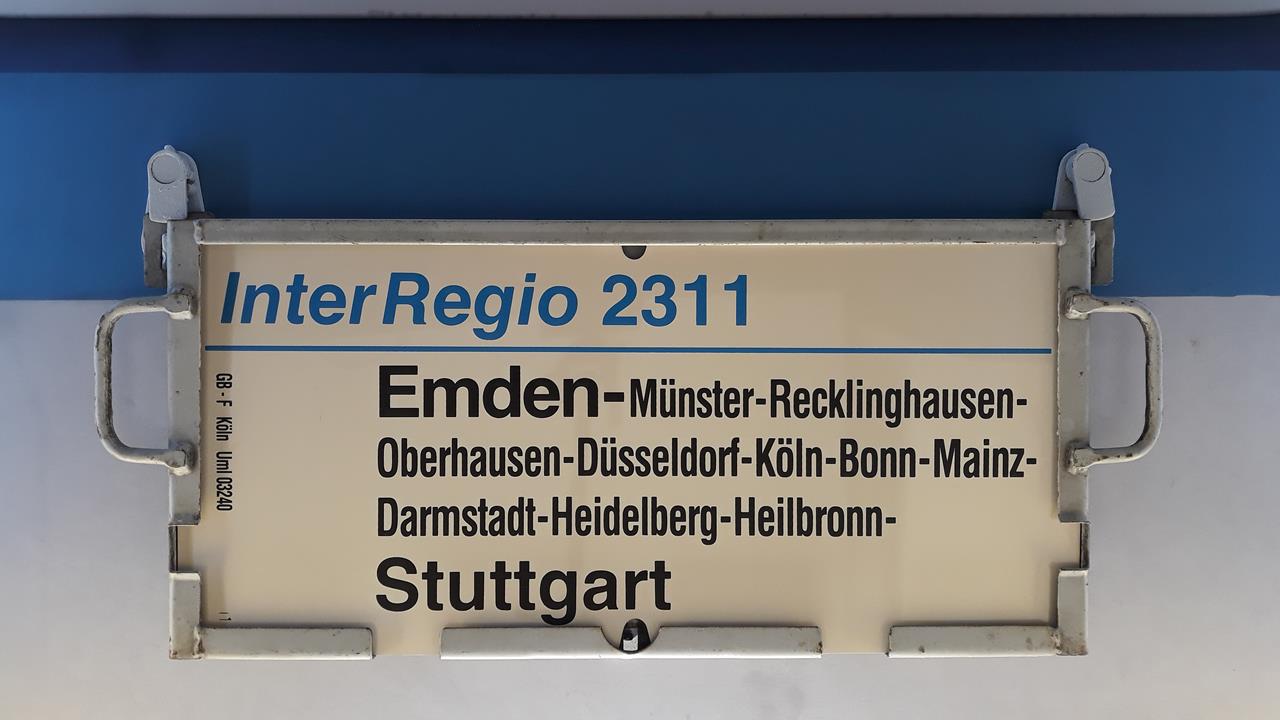 InterRegio 2311
Emden-Münster-Recklinghausen-
Oberhausen-Düsseldorf-Köln-Bonn-Mainz-
Darmstadt-Heidelberg-Heilbronn-
Stuttgart
GB - F Köln Uml 03240